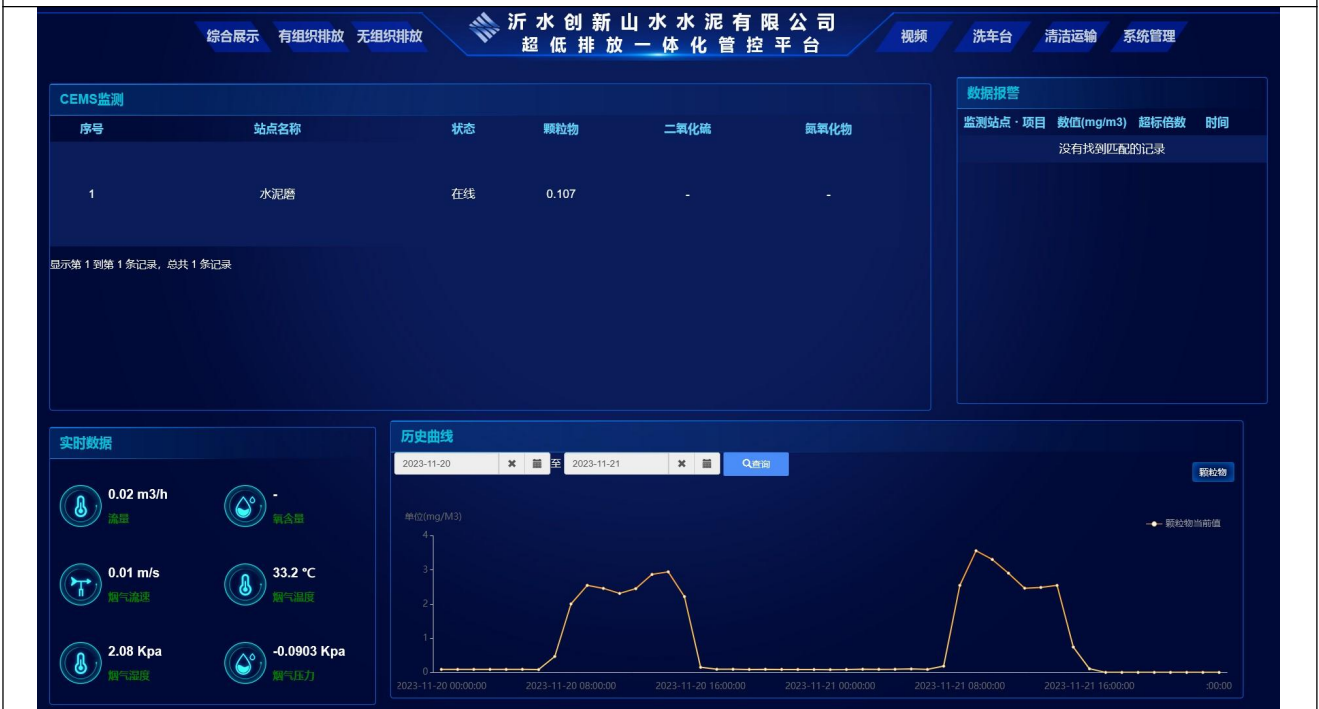 综合展示 有组织排放 无组织排放
沂水创新山水水泥有限公司
超低排放一体化管控平台
视频 洗车台 清洁运输 系统管理
CEMS监测
序号 站点名称 状态 颗粒物 二氧化硫 氮氧化物
1 水泥磨 在线 0.107 - -
显示第 1 到第 1 条记录，总共 1 条记录
数据报警
监测站点 · 项目 数值(mg/m3) 超标倍数 时间
没有找到匹配的记录
实时数据
0.02 m3/h
流量
-
氧含量
0.01 m/s
烟气流速
33.2 ℃
烟气温度
2.08 Kpa
烟气湿度
-0.0903 Kpa
烟气压力
历史曲线
2023-11-20 至 2023-11-21 查询
颗粒物
单位(mg/M3)
颗粒物当前值
4
3
2
1
0
2023-11-20 00:00:00 2023-11-20 08:00:00 2023-11-20 16:00:00 2023-11-21 00:00:00 2023-11-21 08:00:00 2023-11-21 16:00:00 :00:00